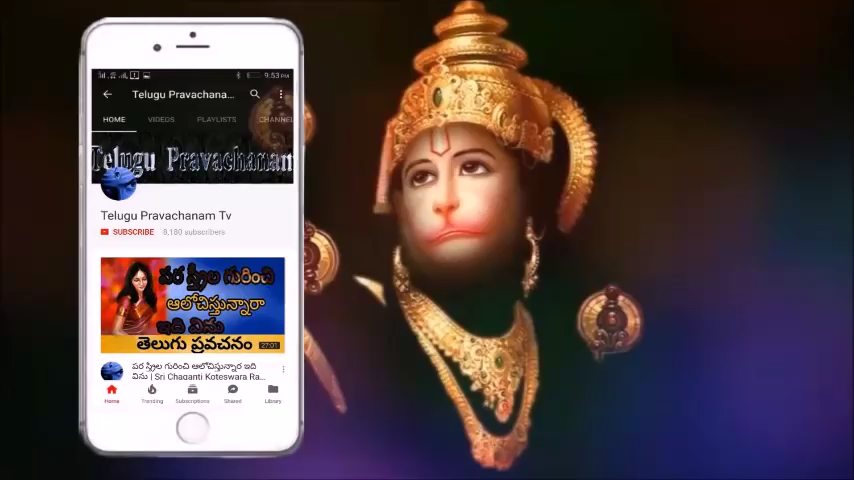 9:53 PM
Telugu Pravachana...
HOME VIDEOS PLAYLISTS CHANNEL
Telugu Pravachanam
Telugu Pravachanam Tv
SUBSCRIBE 8,180 subscribers
పర స్త్రీల గురించి
ఆలోచిస్తున్నారా
ఇది విను
తెలుగు ప్రవచనం
27:01
పర స్త్రీల గురించి ఆలోచిస్తున్నార ఇది
విను | Sri Chaganti Koteswara Ra...
Home Trending Subscriptions Shared Library